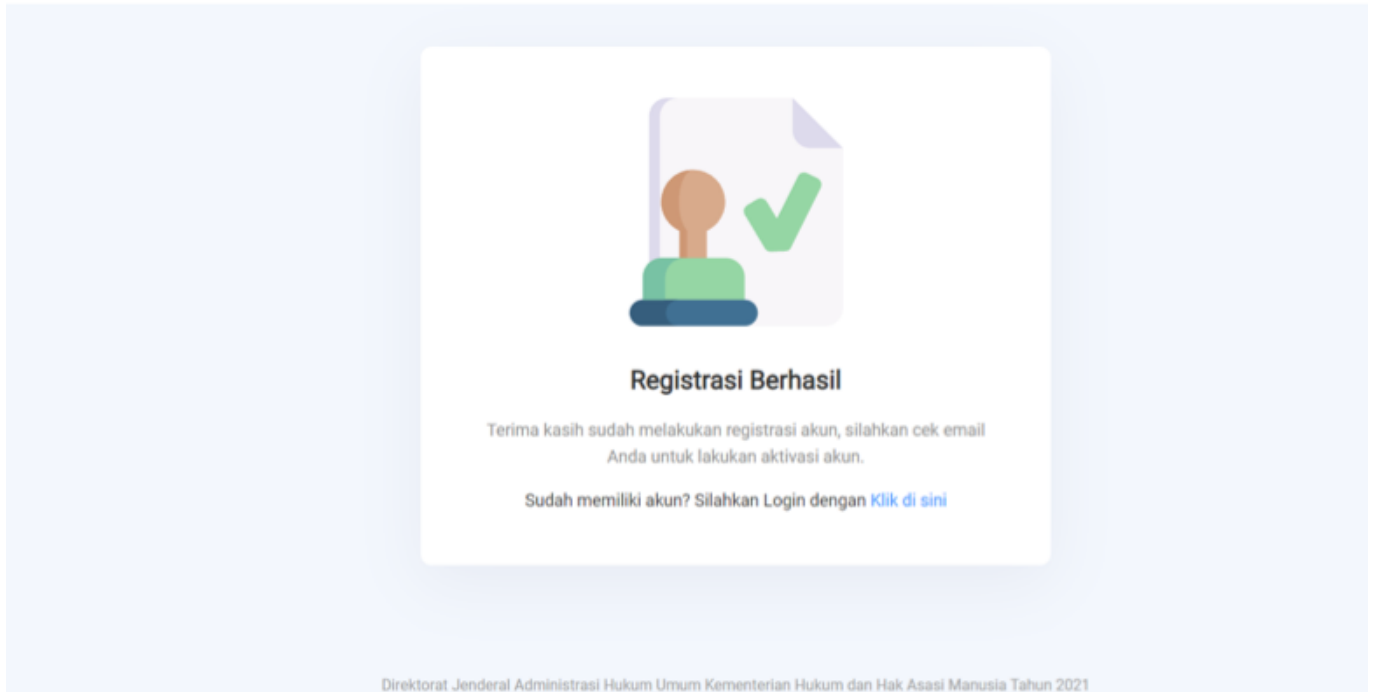 Registrasi Berhasil
Terima kasih sudah melakukan registrasi akun, silahkan cek email
Anda untuk lakukan aktivasi akun.
Sudah memiliki akun? Silahkan Login dengan Klik di sini
Direktorat Jenderal Administrasi Hukum Umum Kementerian Hukum dan Hak Asasi Manusia Tahun 2021